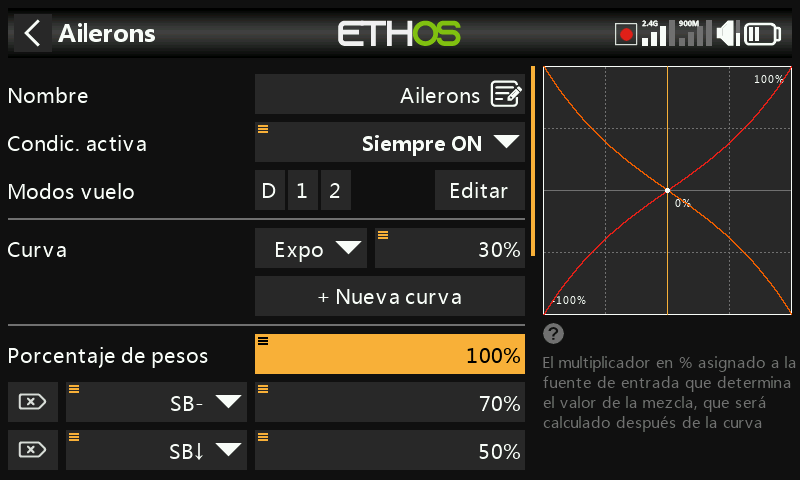 Ailerons
ETHOS
2.4G
900M
Nombre
Ailerons
Condic. activa
Siempre ON
Modos vuelo
D
1
2
Editar
Curva
Expo
30%
+ Nueva curva
Porcentaje de pesos
100%
SB-
70%
SB↓
50%
100%
0%
-100%
?
El multiplicador en % asignado a la
fuente de entrada que determina
el valor de la mezcla, que será
calculado después de la curva